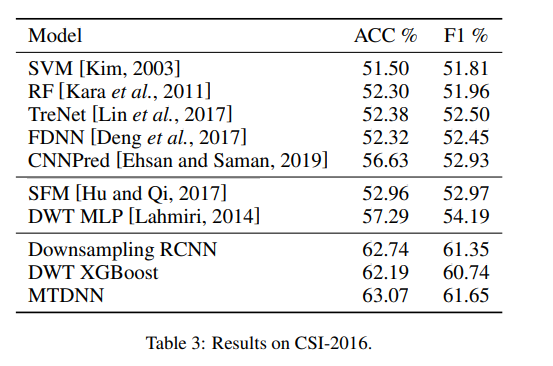 Model ACC % F1 %
SVM [Kim, 2003] 51.50 51.81
RF [Kara et al., 2011] 52.30 51.96
TreNet [Lin et al., 2017] 52.38 52.50
FDNN [Deng et al., 2017] 52.32 52.45
CNNPred [Ehsan and Saman, 2019] 56.63 52.93
SFM [Hu and Qi, 2017] 52.96 52.97
DWT MLP [Lahmiri, 2014] 57.29 54.19
Downsampling RCNN 62.74 61.35
DWT XGBoost 62.19 60.74
MTDNN 63.07 61.65
Table 3: Results on CSI-2016.